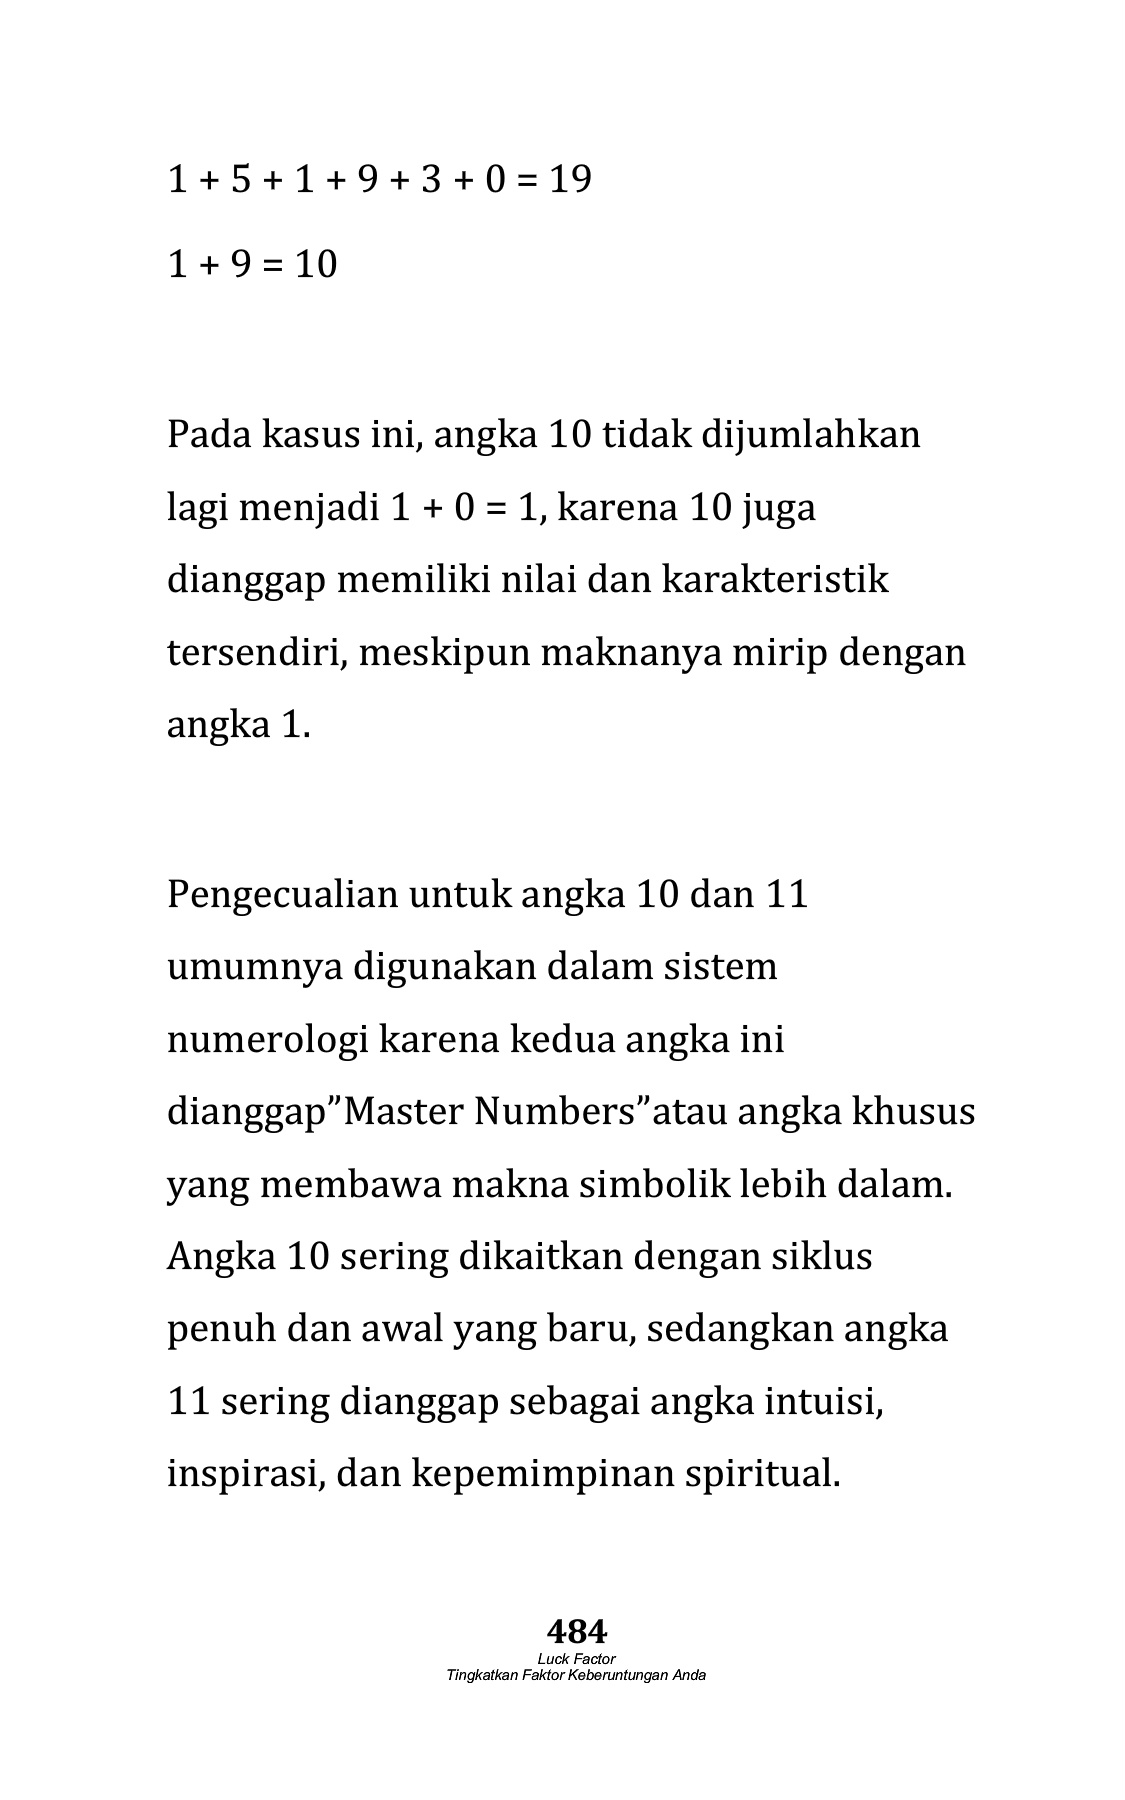 1 + 5 + 1 + 9 + 3 + 0 = 19
1 + 9 = 10
Pada kasus ini, angka 10 tidak dijumlahkan
lagi menjadi 1 + 0 = 1, karena 10 juga
dianggap memiliki nilai dan karakteristik
tersendiri, meskipun maknanya mirip dengan
angka 1.
Pengecualian untuk angka 10 dan 11
umumnya digunakan dalam sistem
numerologi karena kedua angka ini
dianggap”Master Numbers”atau angka khusus
yang membawa makna simbolik lebih dalam.
Angka 10 sering dikaitkan dengan siklus
penuh dan awal yang baru, sedangkan angka
11 sering dianggap sebagai angka intuisi,
inspirasi, dan kepemimpinan spiritual.
484
Luck Factor
Tingkatkan Faktor Keberuntungan Anda